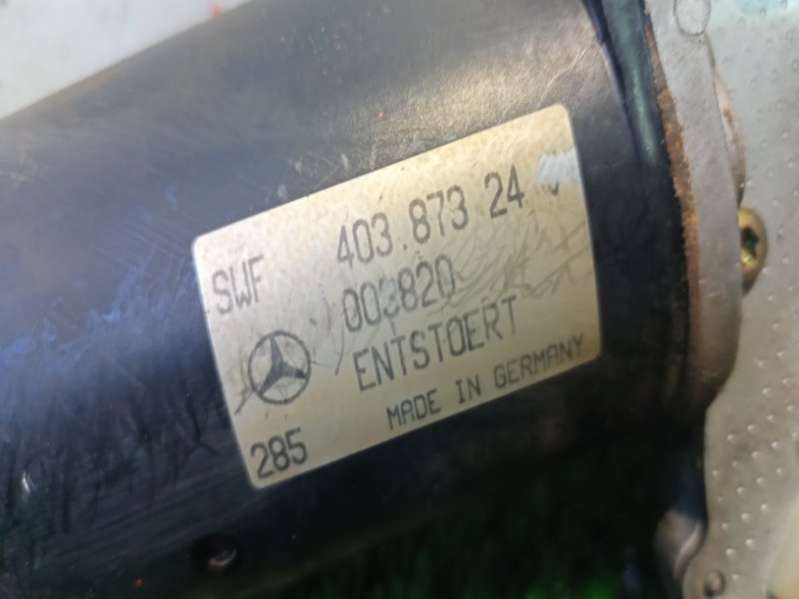 SWF 403.873 24 V
003820
ENTSTOERT
285 MADE IN GERMANY